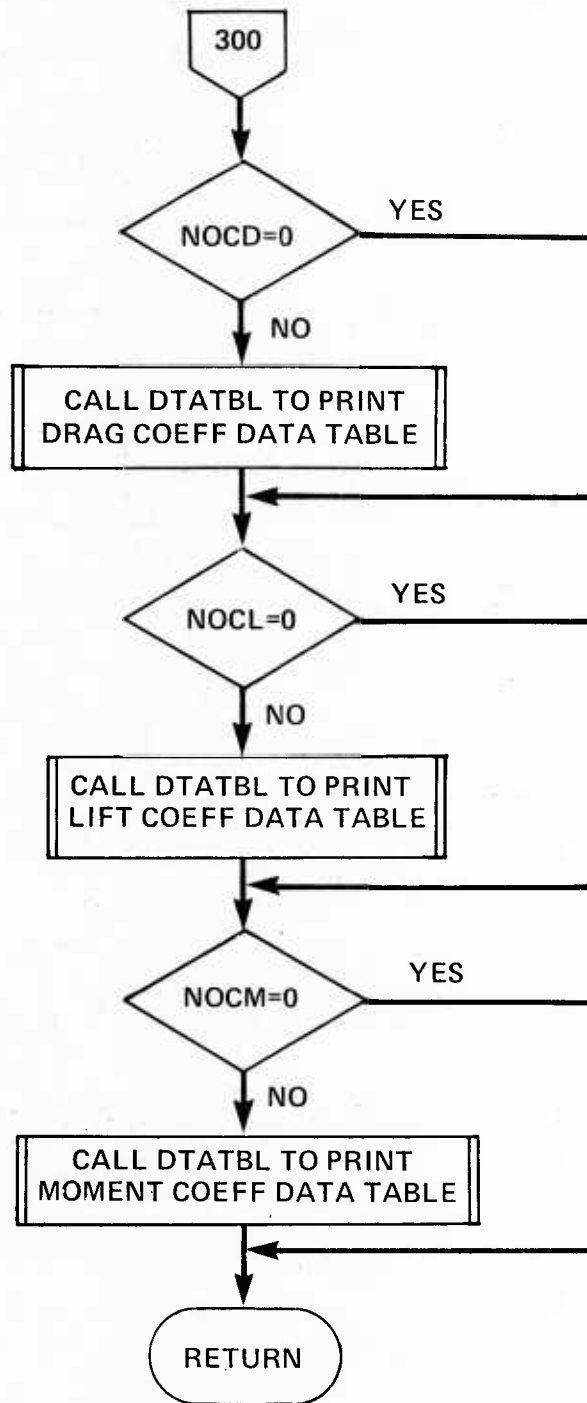 300
NOCD=0
YES
NO
CALL DTATBL TO PRINT
DRAG COEFF DATA TABLE
NOCL=0
YES
NO
CALL DTATBL TO PRINT
LIFT COEFF DATA TABLE
NOCM=0
YES
NO
CALL DTATBL TO PRINT
MOMENT COEFF DATA TABLE
RETURN